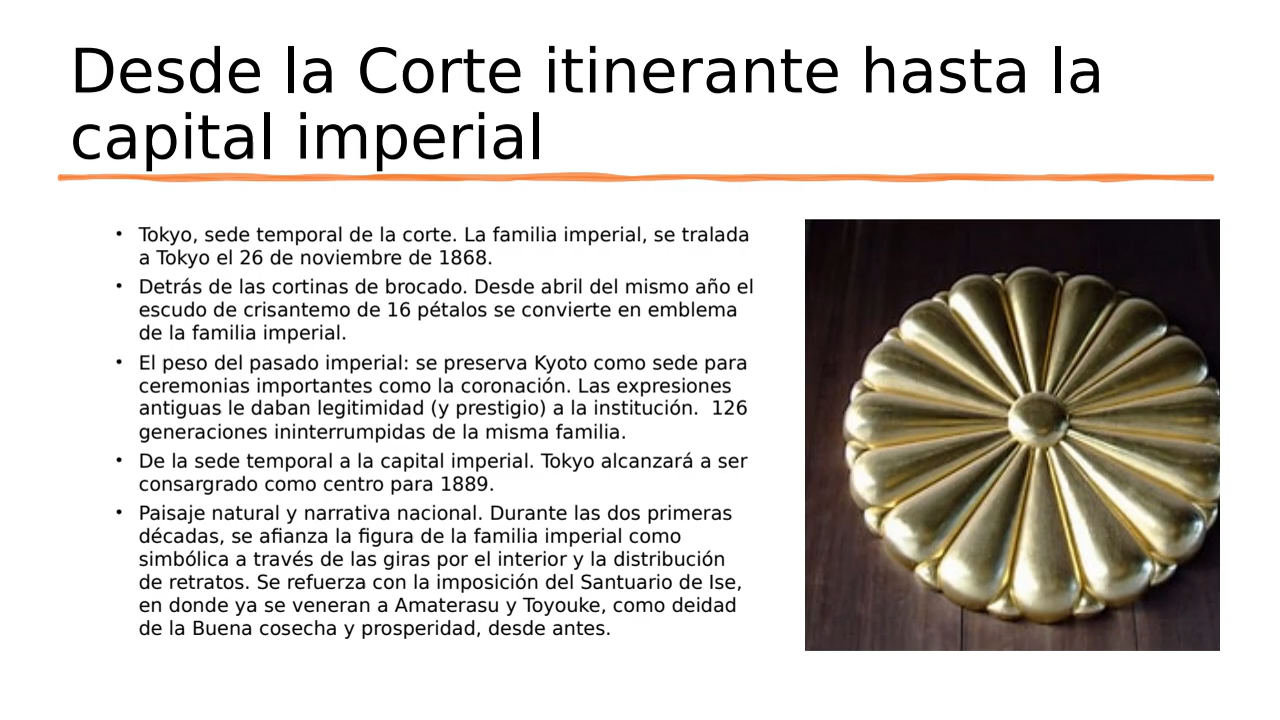 Desde la Corte itinerante hasta la
capital imperial
• Tokyo, sede temporal de la corte. La familia imperial, se tralada
a Tokyo el 26 de noviembre de 1868.
• Detrás de las cortinas de brocado. Desde abril del mismo año el
escudo de crisantemo de 16 pétalos se convierte en emblema
de la familia imperial.
• El peso del pasado imperial: se preserva Kyoto como sede para
ceremonias importantes como la coronación. Las expresiones
antiguas le daban legitimidad (y prestigio) a la institución.  126
generaciones ininterrumpidas de la misma familia.
• De la sede temporal a la capital imperial. Tokyo alcanzará a ser
consargrado como centro para 1889.
• Paisaje natural y narrativa nacional. Durante las dos primeras
décadas, se afianza la figura de la familia imperial como
simbólica a través de las giras por el interior y la distribución
de retratos. Se refuerza con la imposición del Santuario de Ise,
en donde ya se veneran a Amaterasu y Toyouke, como deidad
de la Buena cosecha y prosperidad, desde antes.